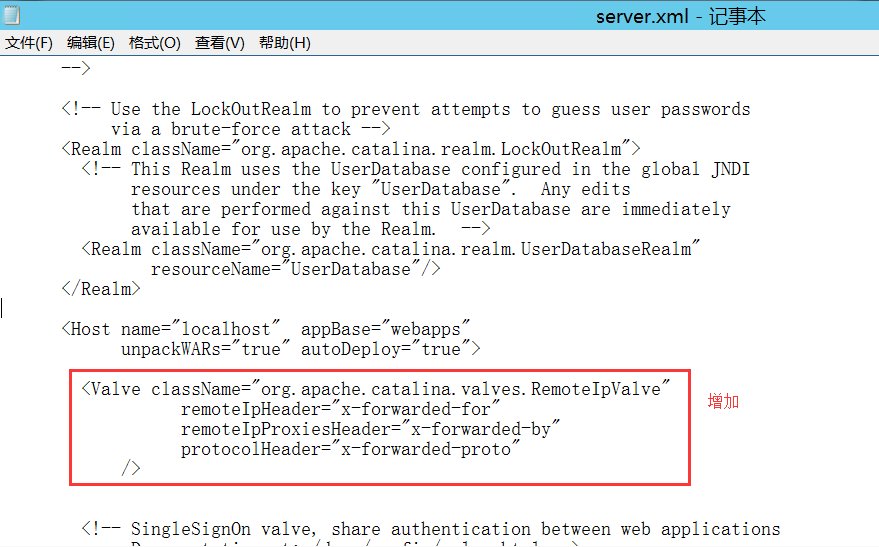 server.xml - 记事本
文件(F) 编辑(E) 格式(O) 查看(V) 帮助(H)
-->
<!-- Use the LockOutRealm to prevent attempts to guess user passwords
via a brute-force attack -->
<Realm className="org.apache.catalina.realm.LockOutRealm">
<!-- This Realm uses the UserDatabase configured in the global JNDI
resources under the key "UserDatabase". Any edits
that are performed against this UserDatabase are immediately
available for use by the Realm. -->
<Realm className="org.apache.catalina.realm.UserDatabaseRealm"
resourceName="UserDatabase"/>
</Realm>
<Host name="localhost" appBase="webapps"
unpackWARs="true" autoDeploy="true">
<Valve className="org.apache.catalina.valves.RemoteIpValve"
remoteIpHeader="x-forwarded-for"
增加
remoteIpProxiesHeader="x-forwarded-by"
protocolHeader="x-forwarded-proto"
/>
<!-- SingleSignOn valve, share authentication between web applications